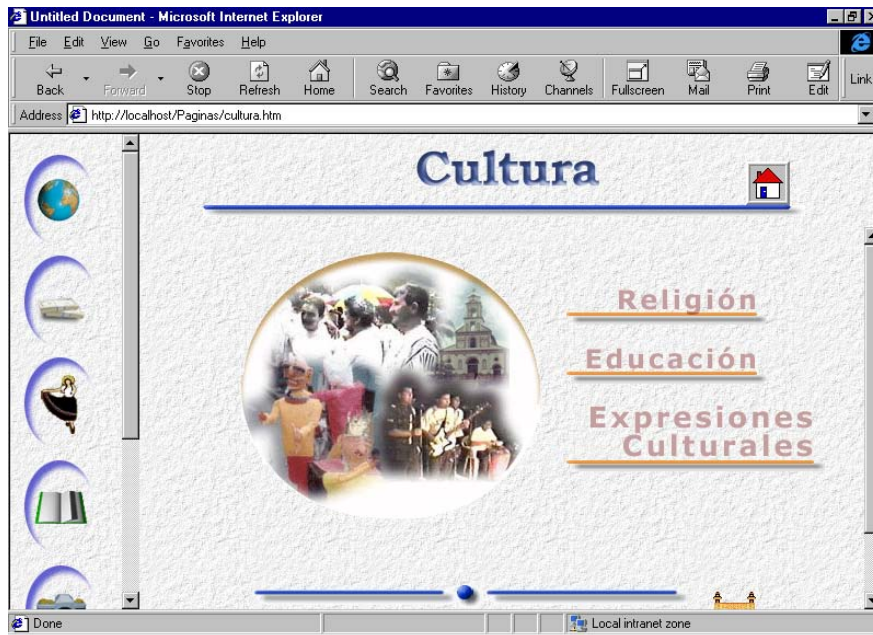 Untitled Document - Microsoft Internet Explorer
File Edit View Go Favorites Help
Back Forward Stop Refresh Home Search Favorites History Channels Fullscreen Mail Print Edit Link
Address http://localhost/Paginas/cultura.htm
Cultura
Religión
Educación
Expresiones
Culturales
Done Local intranet zone